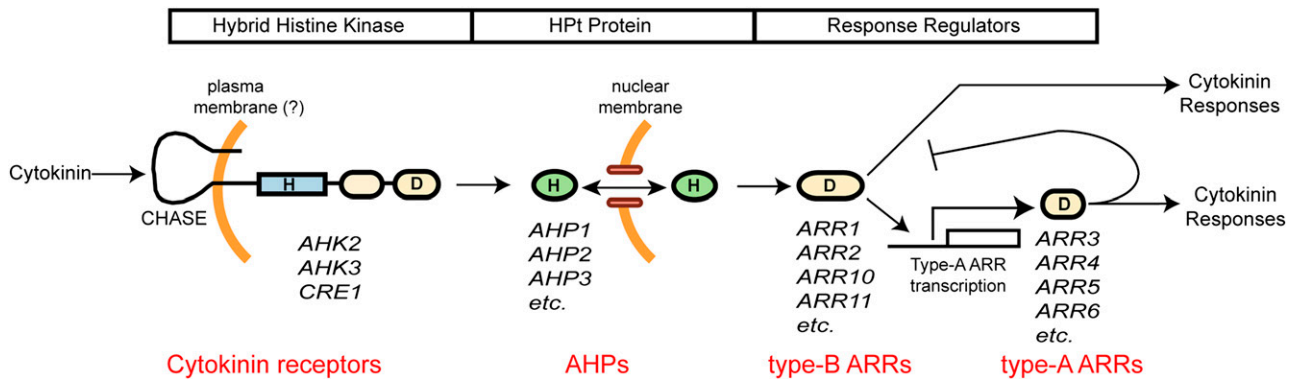 Hybrid Histine Kinase
HPt Protein
Response Regulators
plasma
membrane (?)
nuclear
membrane
Cytokinin
Responses
Cytokinin
CHASE
H
D
H
H
D
D
Cytokinin
Responses
AHK2
AHK3
CRE1
AHP1
AHP2
AHP3
etc.
ARR1
ARR2
ARR10
ARR11
etc.
Type-A ARR
transcription
ARR3
ARR4
ARR5
ARR6
etc.
Cytokinin receptors
AHPs
type-B ARRs
type-A ARRs